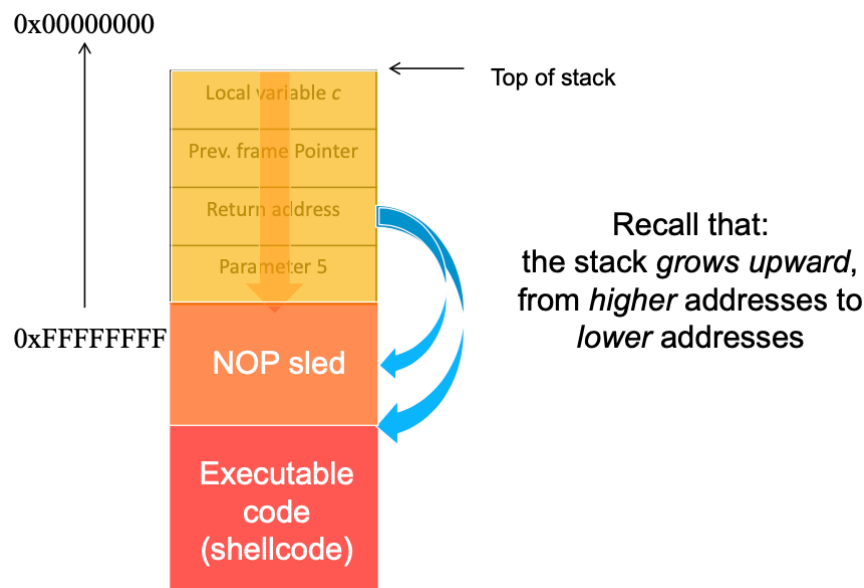 0x00000000
Top of stack
Local variable c
Prev. frame Pointer
Return address
Parameter 5
Recall that:
the stack grows upward,
from higher addresses to
lower addresses
0xFFFFFFFF
NOP sled
Executable
code
(shellcode)